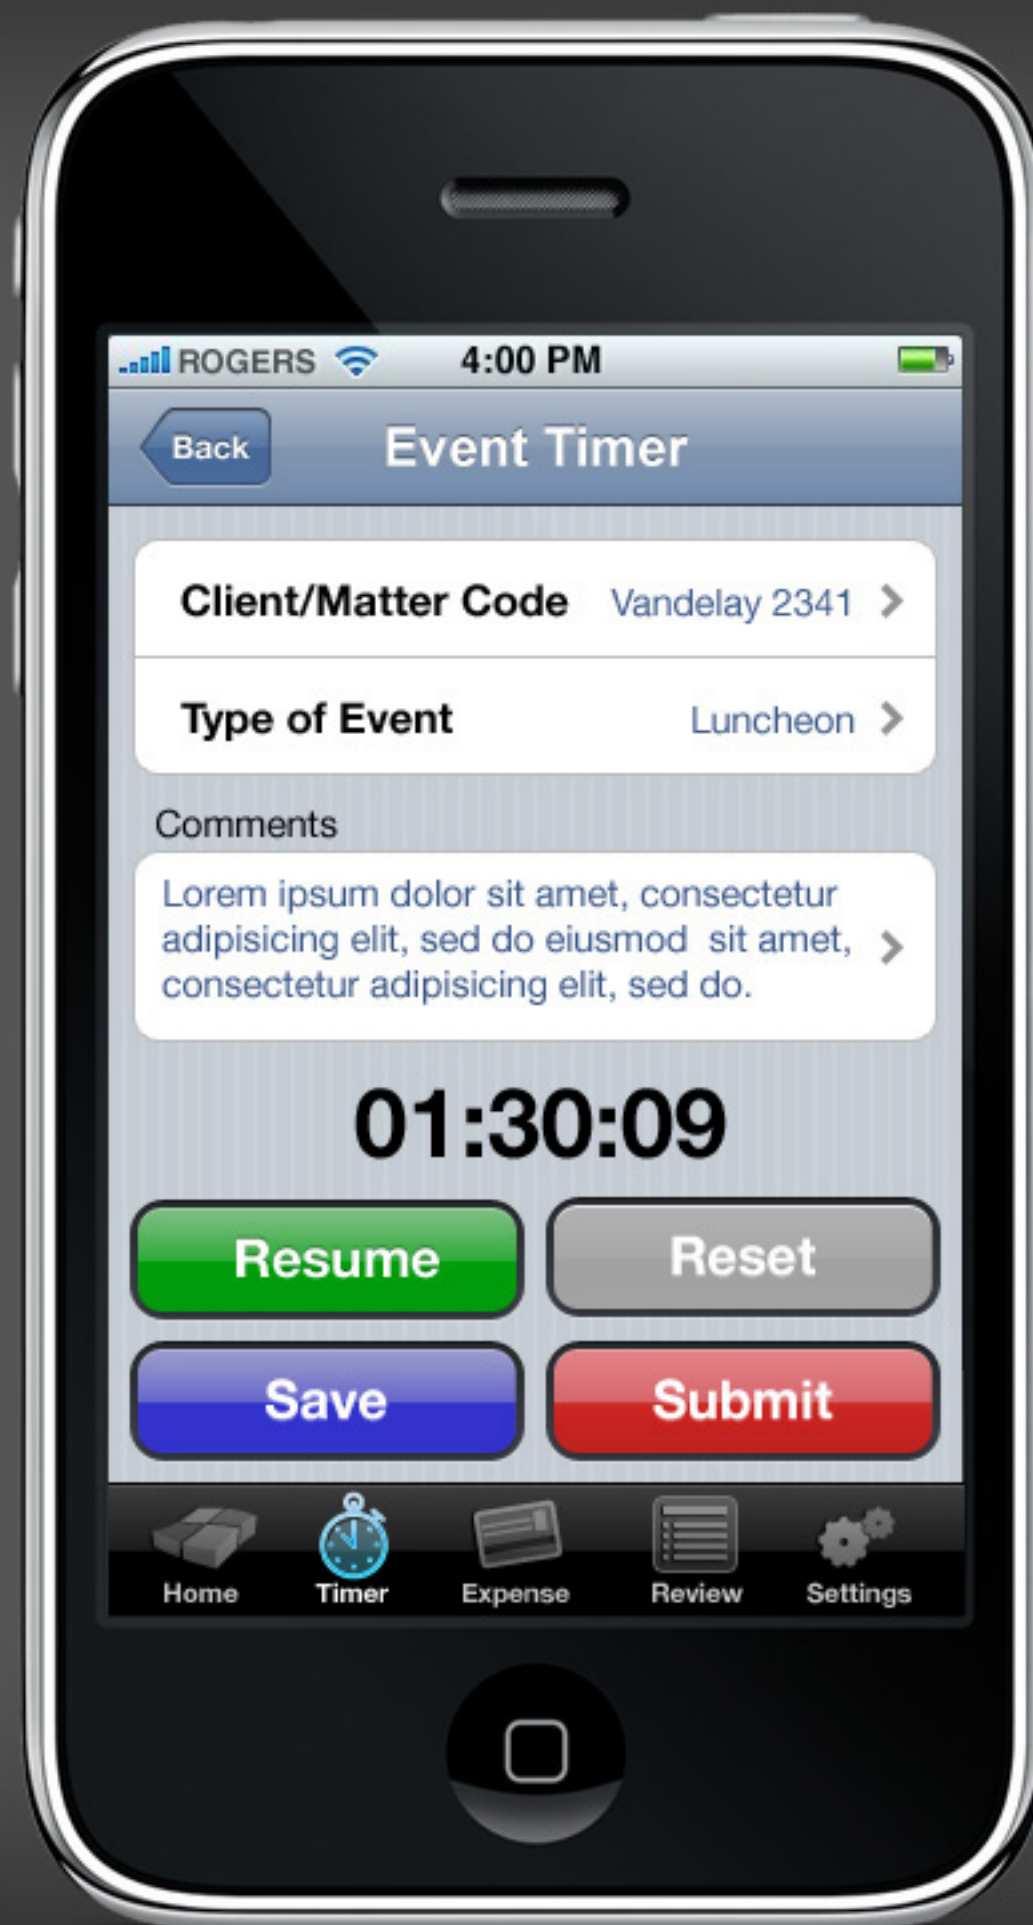 ROGERS 4:00 PM
Back Event Timer
Client/Matter Code Vandelay 2341
Type of Event Luncheon
Comments
Lorem ipsum dolor sit amet, consectetur
adipisicing elit, sed do eiusmod  sit amet,
consectetur adipisicing elit, sed do.
01:30:09
Resume Reset
Save Submit
Home Timer Expense Review Settings